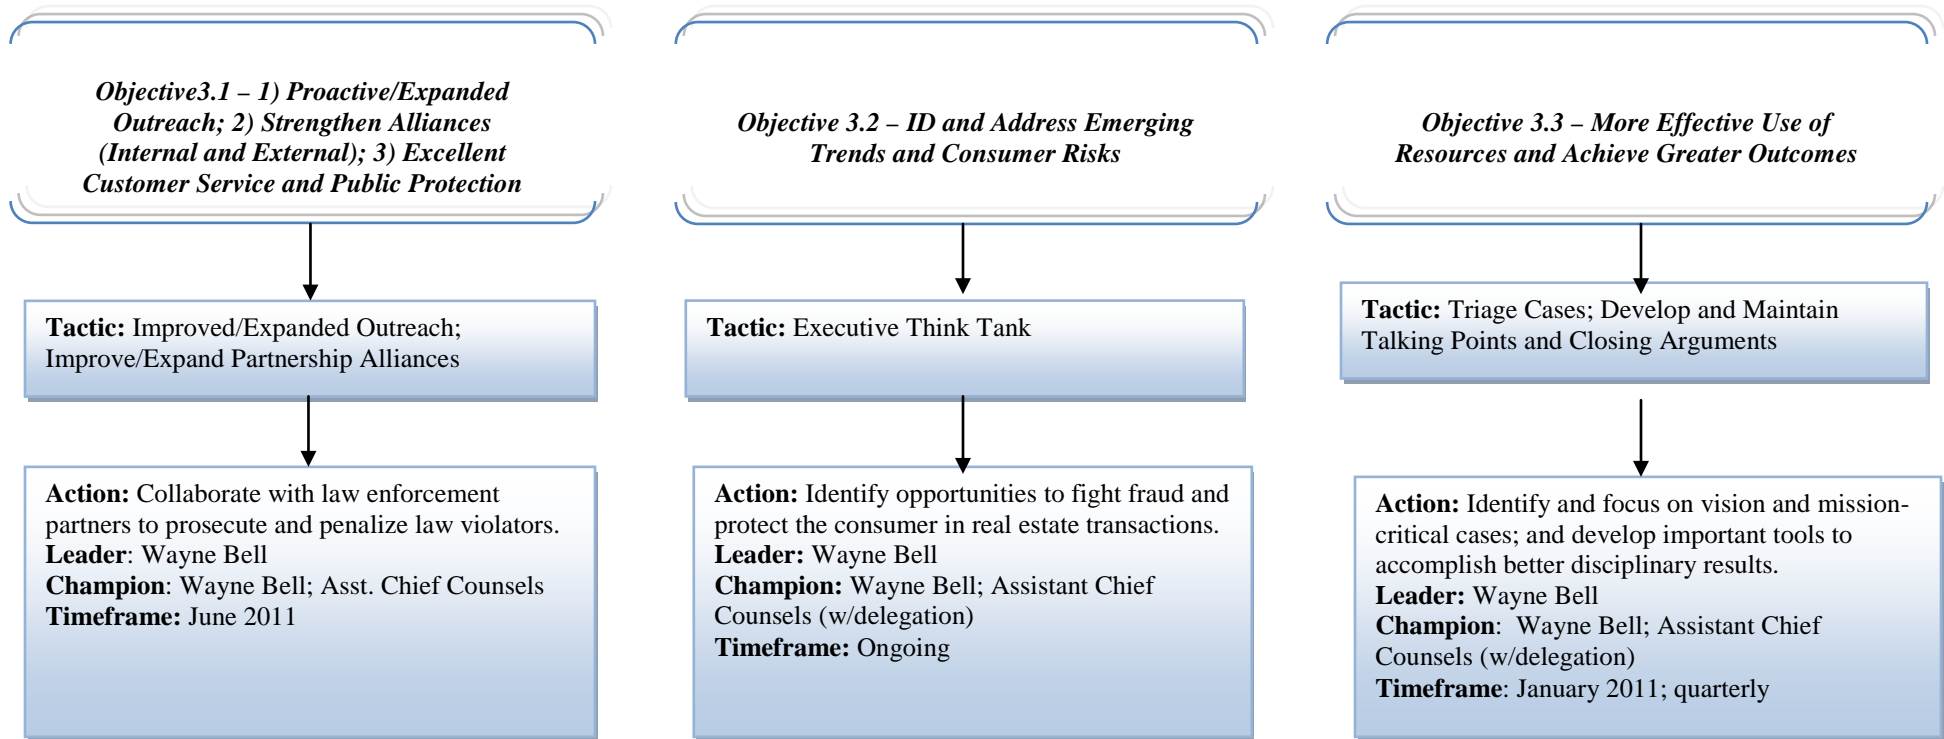 Objective3.1 – 1) Proactive/Expanded
Outreach; 2) Strengthen Alliances
(Internal and External); 3) Excellent
Customer Service and Public Protection
Tactic: Improved/Expanded Outreach;
Improve/Expand Partnership Alliances
Action: Collaborate with law enforcement
partners to prosecute and penalize law violators.
Leader: Wayne Bell
Champion: Wayne Bell; Asst. Chief Counsels
Timeframe: June 2011
Objective 3.2 – ID and Address Emerging
Trends and Consumer Risks
Tactic: Executive Think Tank
Action: Identify opportunities to fight fraud and
protect the consumer in real estate transactions.
Leader: Wayne Bell
Champion: Wayne Bell; Assistant Chief
Counsels (w/delegation)
Timeframe: Ongoing
Objective 3.3 – More Effective Use of
Resources and Achieve Greater Outcomes
Tactic: Triage Cases; Develop and Maintain
Talking Points and Closing Arguments
Action: Identify and focus on vision and mission-
critical cases; and develop important tools to
accomplish better disciplinary results.
Leader: Wayne Bell
Champion:  Wayne Bell; Assistant Chief
Counsels (w/delegation)
Timeframe: January 2011; quarterly